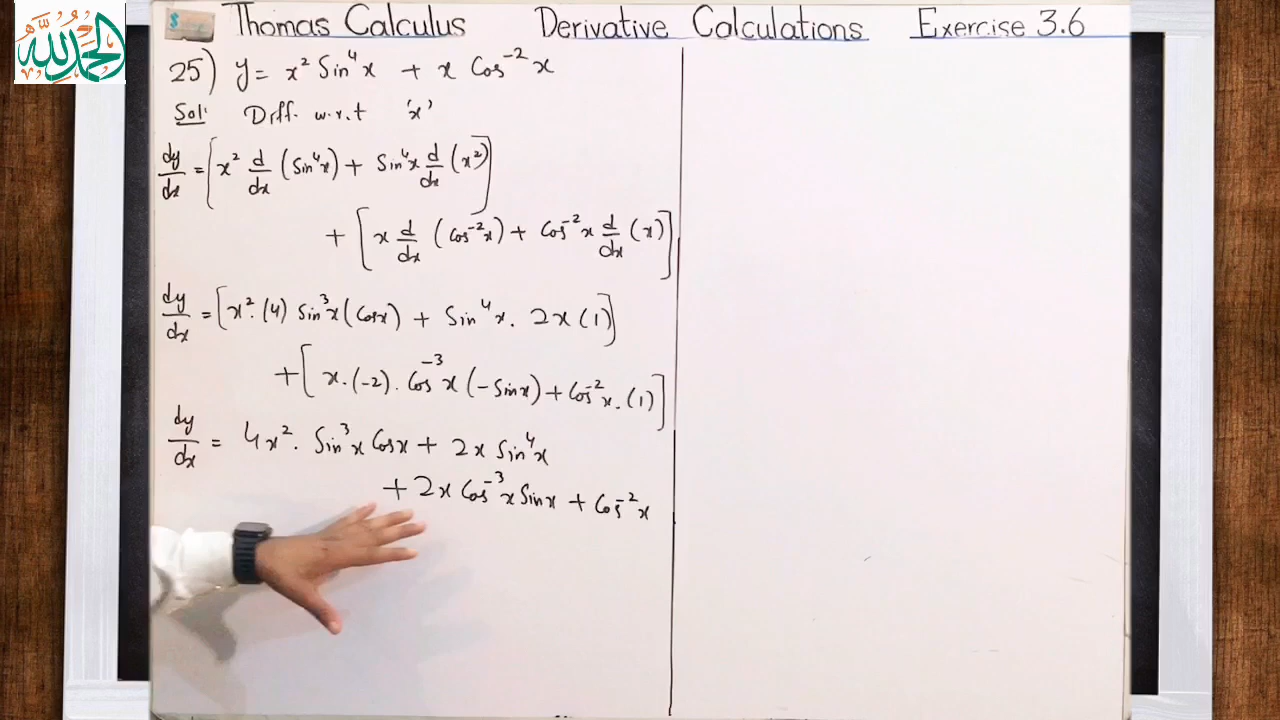 الحمد لله
Thomas Calculus Derivative Calculations Exercise 3.6
25) y = x² Sin⁴x + x Cos⁻²x
Sol: Diff. w.r.t 'x'
dy/dx = [x² d/dx (Sin⁴x) + Sin⁴x d/dx (x²)]
+ [x d/dx (Cos⁻²x) + Cos⁻²x d/dx (x)]
dy/dx = [x².(4) Sin³x (Cosx) + Sin⁴x. 2x (1)]
+ [x.(-2). Cos⁻³x (-Sinx) + Cos⁻²x.(1)]
dy/dx = 4x². Sin³x Cosx + 2x Sin⁴x
+ 2x Cos⁻³x Sinx + Cos⁻²x